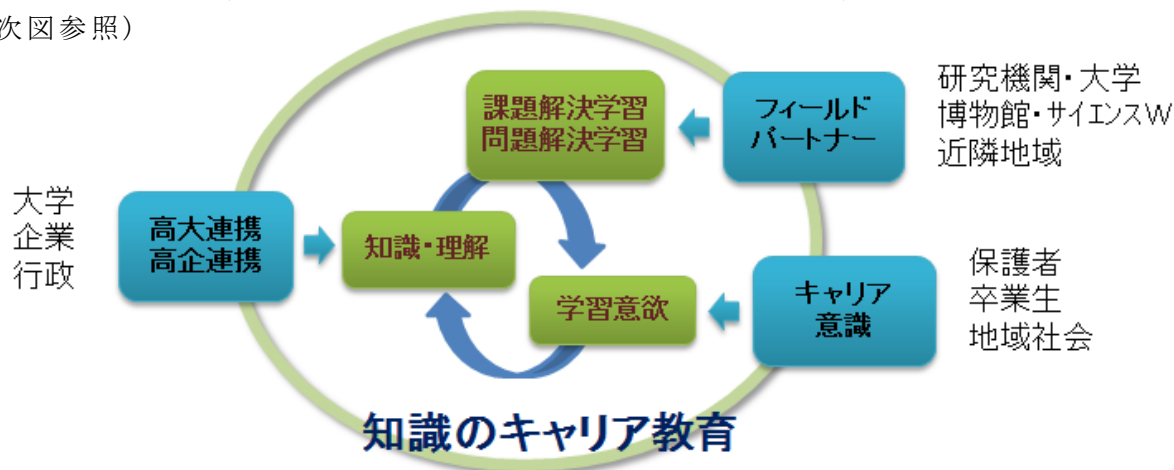 次図参照)
課題解決学習
問題解決学習
フィールド
パートナー
研究機関・大学
博物館・サイエンスW
近隣地域
大学
企業
行政
高大連携
高企連携
知識・理解
学習意欲
キャリア
意識
保護者
卒業生
地域社会
知識のキャリア教育